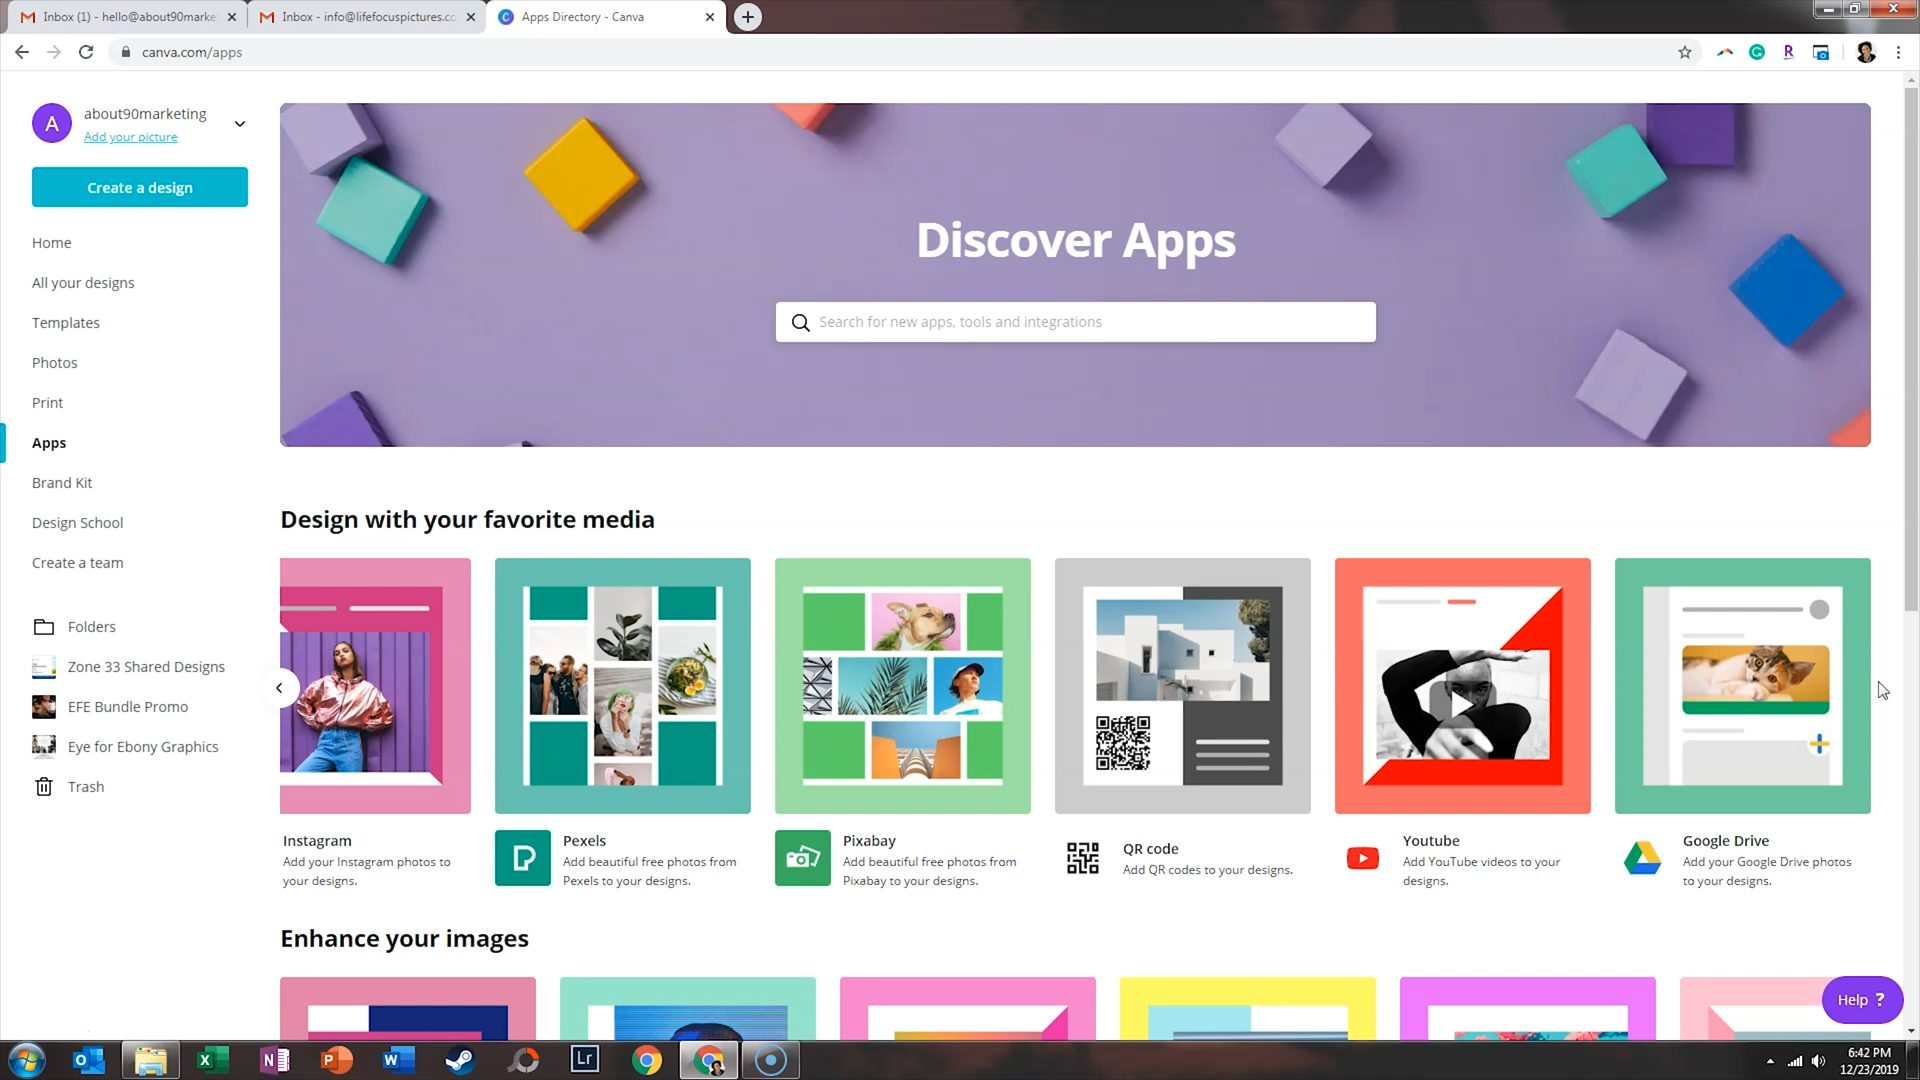 Inbox (1) - hello@about90marke
Inbox - info@lifefocuspictures.co
Apps Directory - Canva
canva.com/apps
A
about90marketing
Add your picture
Create a design
Home
All your designs
Templates
Photos
Print
Apps
Brand Kit
Design School
Create a team
Folders
Zone 33 Shared Designs
EFE Bundle Promo
Eye for Ebony Graphics
Trash
Discover Apps
Search for new apps, tools and integrations
Design with your favorite media
Instagram
Add your Instagram photos to
your designs.
Pexels
Add beautiful free photos from
Pexels to your designs.
Pixabay
Add beautiful free photos from
Pixabay to your designs.
QR code
Add QR codes to your designs.
Youtube
Add YouTube videos to your
designs.
Google Drive
Add your Google Drive photos
to your designs.
Enhance your images
Help ?
Lr
6:42 PM
12/23/2019